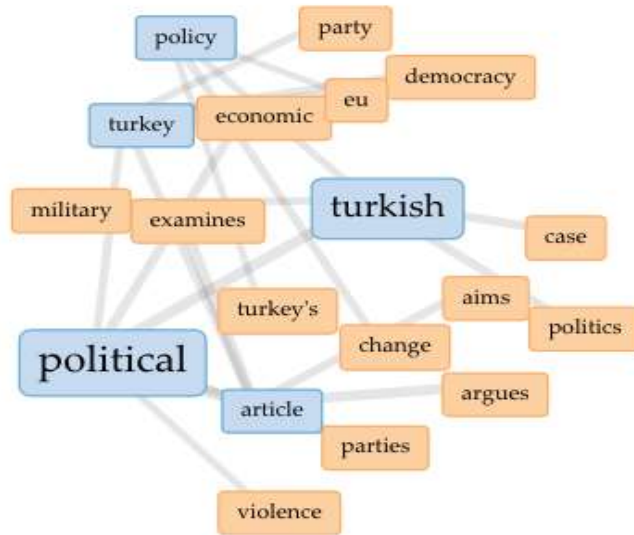 party
policy
democracy
eu
economic
turkey
turkish
military
examines
case
aims
turkey's
politics
change
political
argues
article
parties
violence